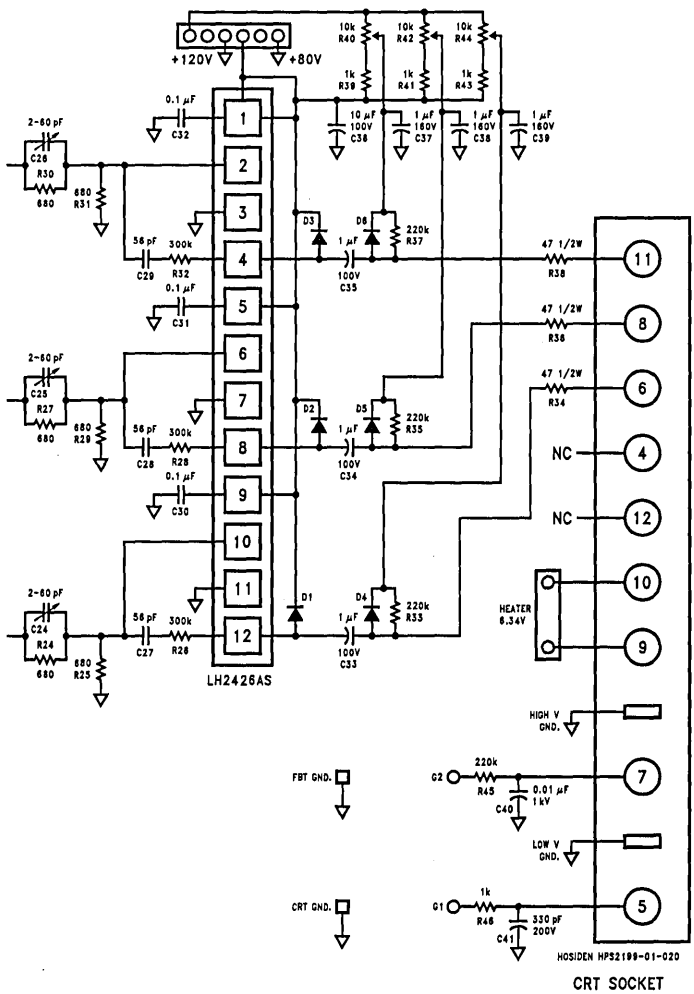 +120V
+80V
10k
R40
10k
R42
10k
R44
1k
R39
1k
R41
1k
R43
0.1 µF
C32
10 µF
100V
C36
1 µF
160V
C37
1 µF
160V
C38
1 µF
160V
C39
2-60 pF
C26
R30
680
680
R31
1
2
3
4
5
6
7
8
9
10
11
12
56 pF
C29
300k
R32
0.1 µF
C31
D3
1 µF
100V
C35
D6
220k
R37
47 1/2W
R38
11
47 1/2W
R36
8
47 1/2W
R34
6
NC
4
NC
12
2-60 pF
C25
R27
680
680
R29
56 pF
C28
300k
R28
0.1 µF
C30
D2
1 µF
100V
C34
D5
220k
R35
2-60 pF
C24
R24
680
680
R25
56 pF
C27
300k
R26
D1
1 µF
100V
C33
D4
220k
R33
LH2426AS
HEATER
6.34V
10
9
HIGH V
GND.
FBT GND.
G2
220k
R45
0.01 µF
1 kV
C40
7
LOW V
GND.
CRT GND.
G1
1k
R46
330 pF
200V
C41
5
HOSIDEN HPS2199-01-020
CRT SOCKET